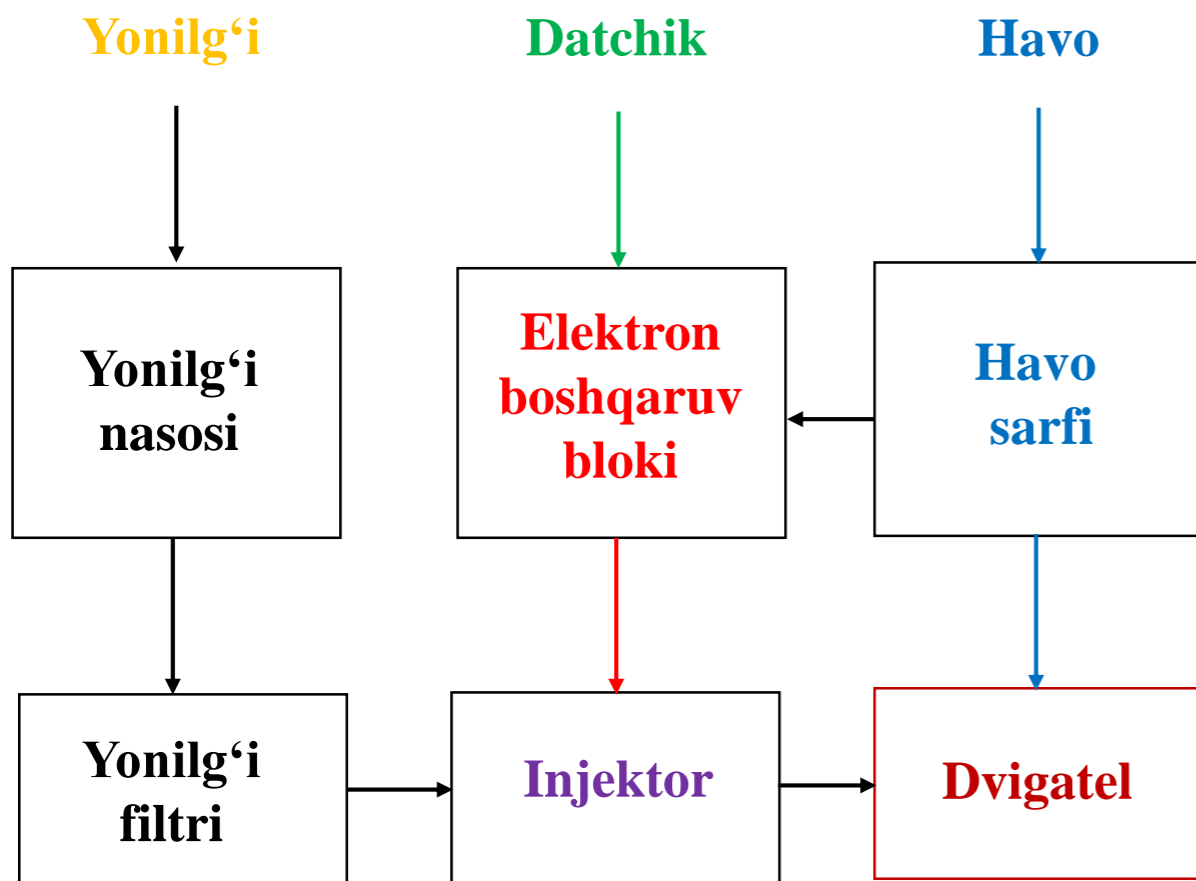 Yonilg‘i
Datchik
Havo
Yonilg‘i
nasosi
Elektron
boshqaruv
bloki
Havo
sarfi
Yonilg‘i
filtri
Injektor
Dvigatel